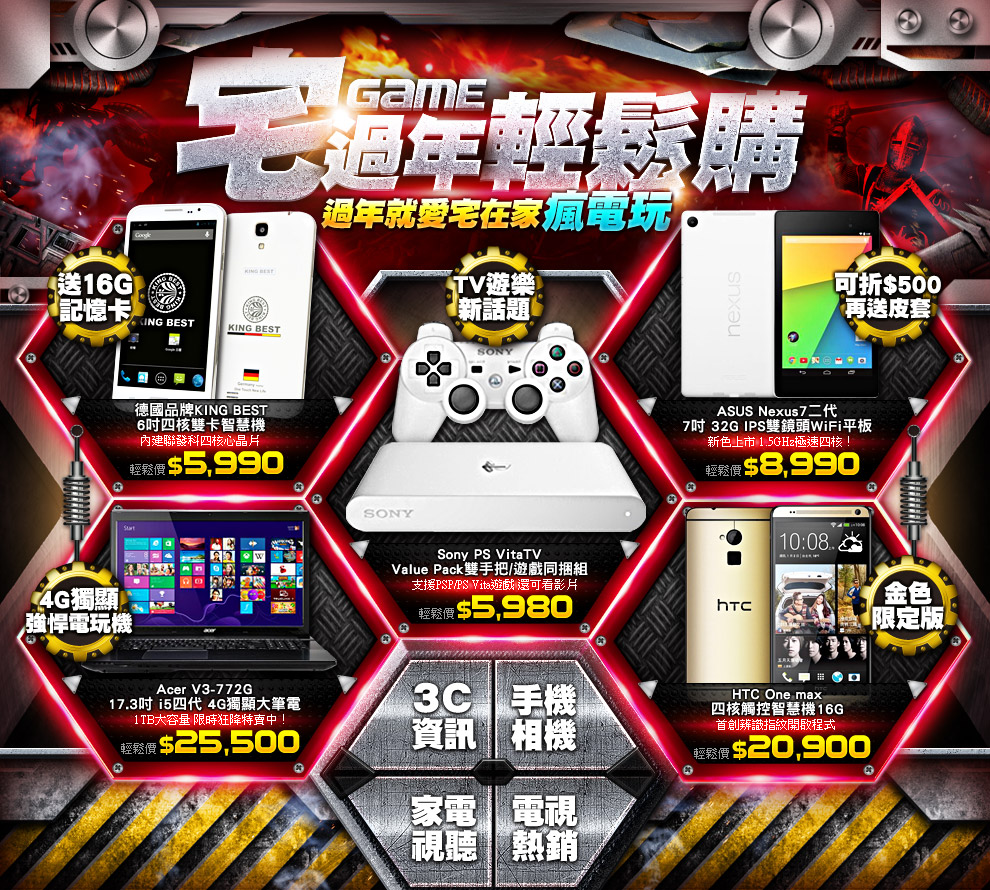 GAME
宅過年輕鬆購
過年就愛宅在家瘋電玩
送16G
記憶卡
Google
KING BEST
KING BEST
KING BEST
Germany
德國品牌KING BEST
6吋四核雙卡智慧機
內建聯發科四核心晶片
輕鬆價 $5,990
TV遊樂
新話題
SONY
SONY
Sony PS VitaTV
Value Pack雙手把/遊戲同捆組
支援PSP/PS Vita遊戲 還可看影片
輕鬆價 $5,980
可折$500
再送皮套
nexus
ASUS Nexus7二代
7吋 32G IPS雙鏡頭WiFi平板
新色上市 1.5GHz極速四核！
輕鬆價 $8,990
4G獨顯
強悍電玩機
Start
acer
Acer V3-772G
17.3吋 i5四代 4G獨顯大筆電
1TB大容量 限時狂降特賣中！
輕鬆價 $25,500
金色
限定版
10:08
hTC
HTC One max
四核觸控智慧機16G
首創辨識指紋開啟程式
輕鬆價 $20,900
3C
資訊
手機
相機
家電
視聽
電視
熱銷